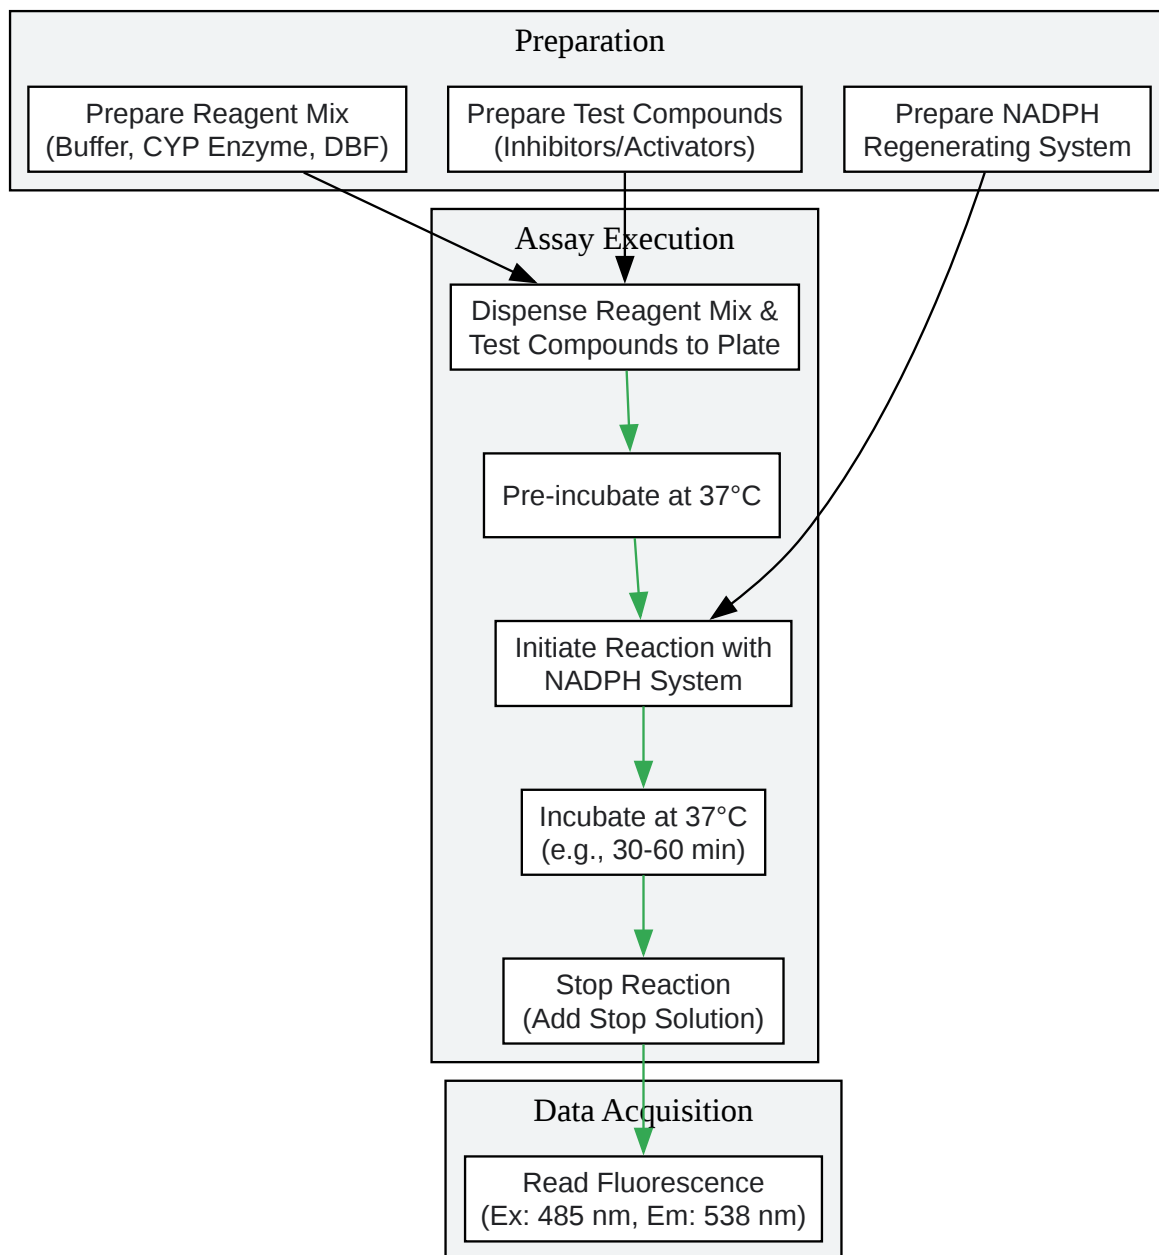 Preparation
Prepare Reagent Mix
(Buffer, CYP Enzyme, DBF)
Prepare Test Compounds
(Inhibitors/Activators)
Prepare NADPH
Regenerating System
Assay Execution
Dispense Reagent Mix &
Test Compounds to Plate
Pre-incubate at 37°C
Initiate Reaction with
NADPH System
Incubate at 37°C
(e.g., 30-60 min)
Stop Reaction
(Add Stop Solution)
Data Acquisition
Read Fluorescence
(Ex: 485 nm, Em: 538 nm)